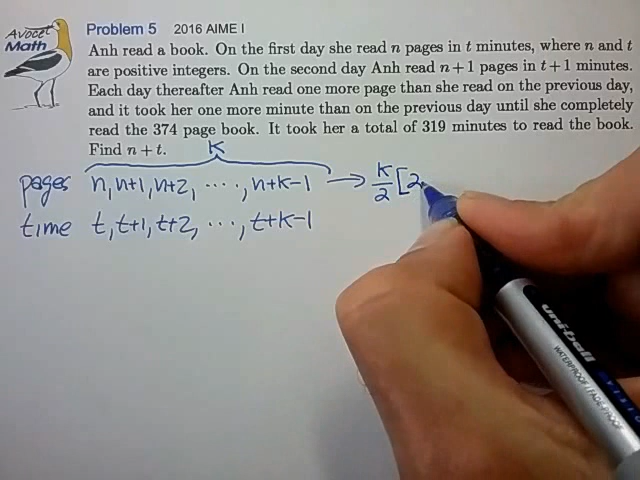 Avocet
Math
Problem 5 2016 AIME I
Anh read a book. On the first day she read n pages in t minutes, where n and t
are positive integers. On the second day Anh read n + 1 pages in t + 1 minutes.
Each day thereafter Anh read one more page than she read on the previous day,
and it took her one more minute than on the previous day until she completely
read the 374 page book. It took her a total of 319 minutes to read the book.
Find n + t.
K
pages n, n+1, n+2, ...., n+k-1 → k/2 [2
time t, t+1, t+2, ..., t+k-1
uni-ball
WATERPROOF/FADE-PROOF